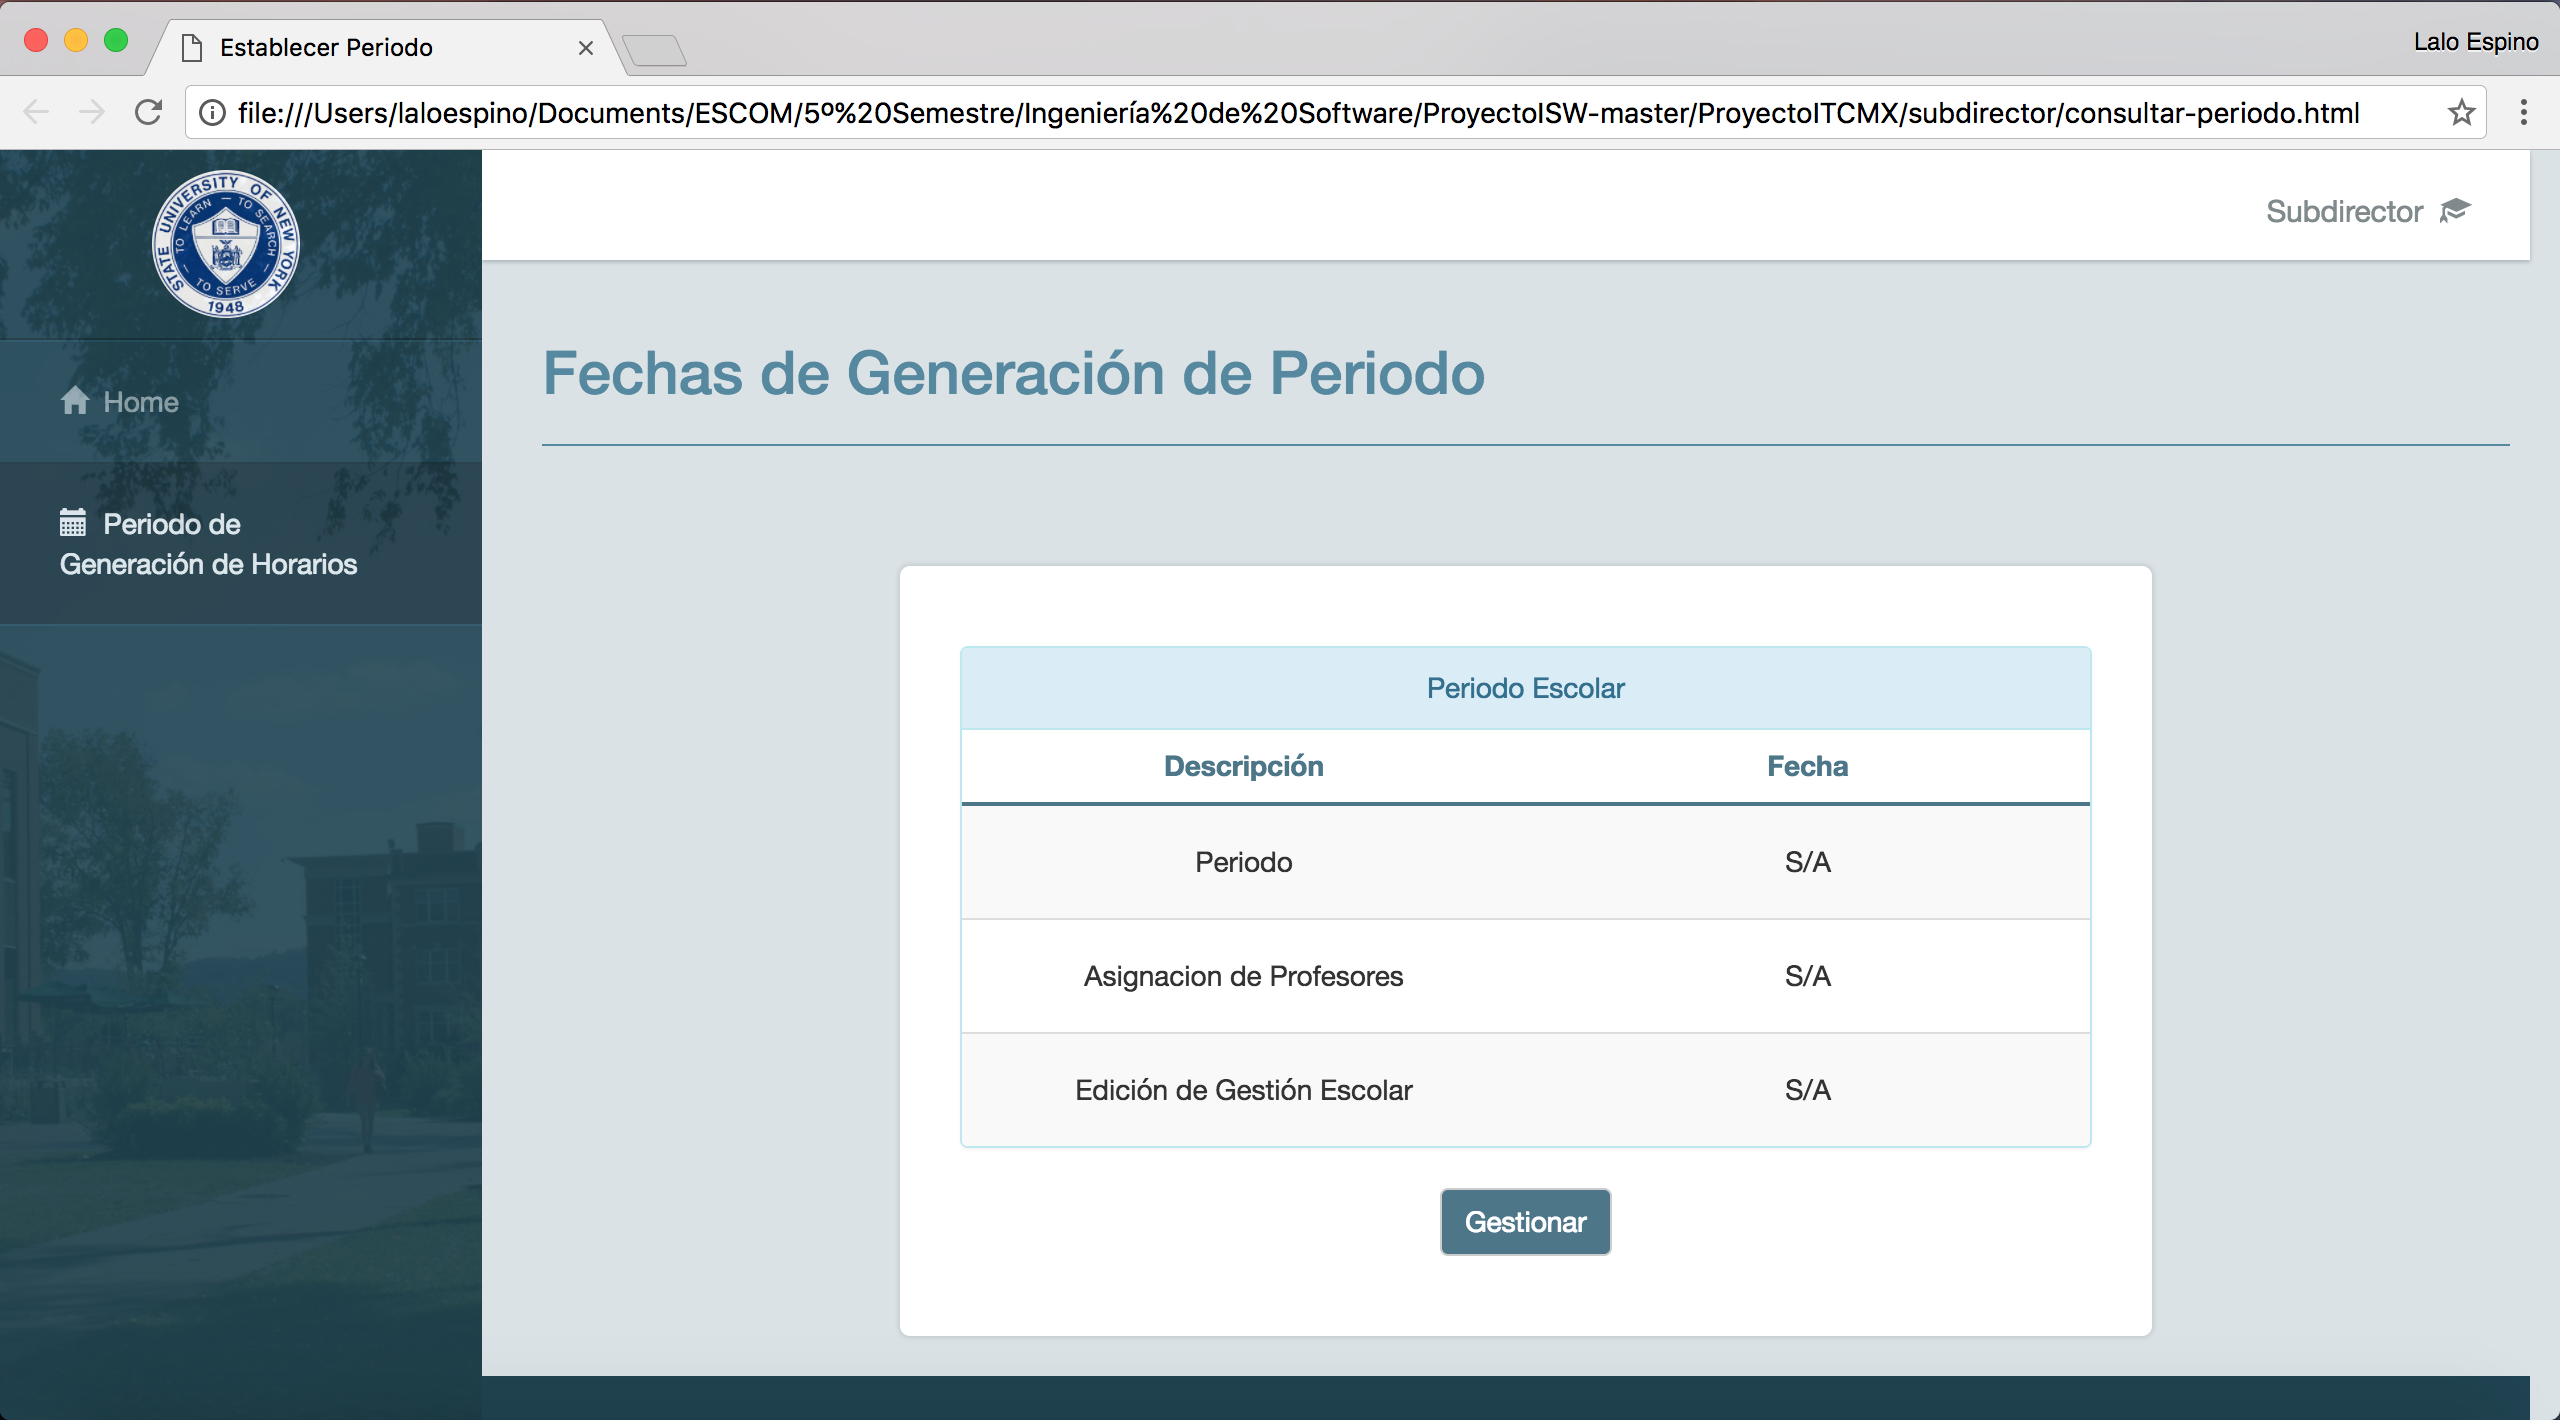 Establecer Periodo
Lalo Espino
file:///Users/laloespino/Documents/ESCOM/5º%20Semestre/Ingeniería%20de%20Software/ProyectoISW-master/ProyectoITCMX/subdirector/consultar-periodo.html
STATE UNIVERSITY OF NEW YORK
TO LEARN — TO SEARCH — TO SERVE
1948
Subdirector
Home
Periodo de
Generación de Horarios
Fechas de Generación de Periodo
Periodo Escolar
Descripción Fecha
Periodo S/A
Asignacion de Profesores S/A
Edición de Gestión Escolar S/A
Gestionar